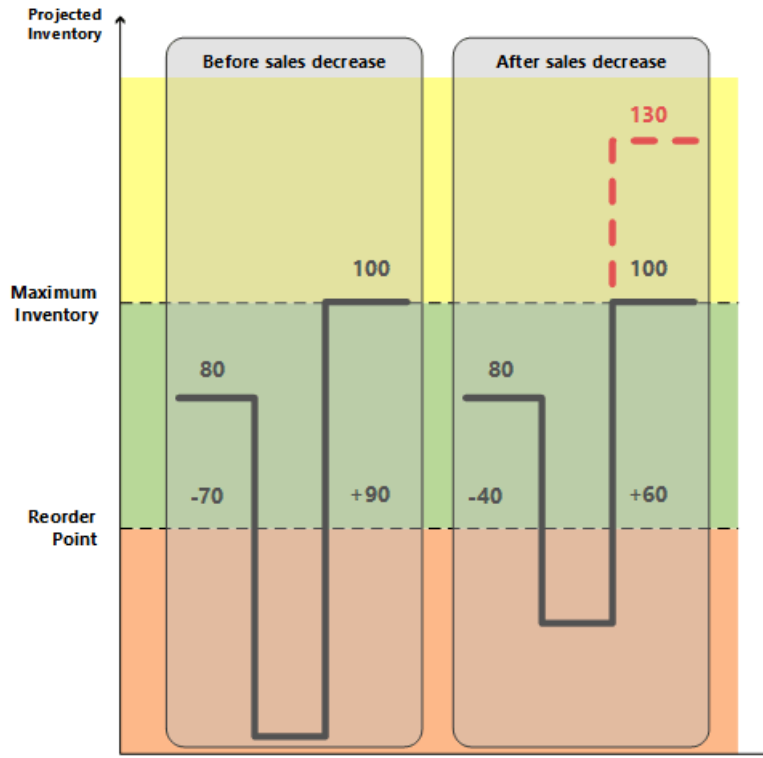 Projected
Inventory
Before sales decrease
After sales decrease
130
100
100
Maximum
Inventory
80
80
-70
+90
-40
+60
Reorder
Point